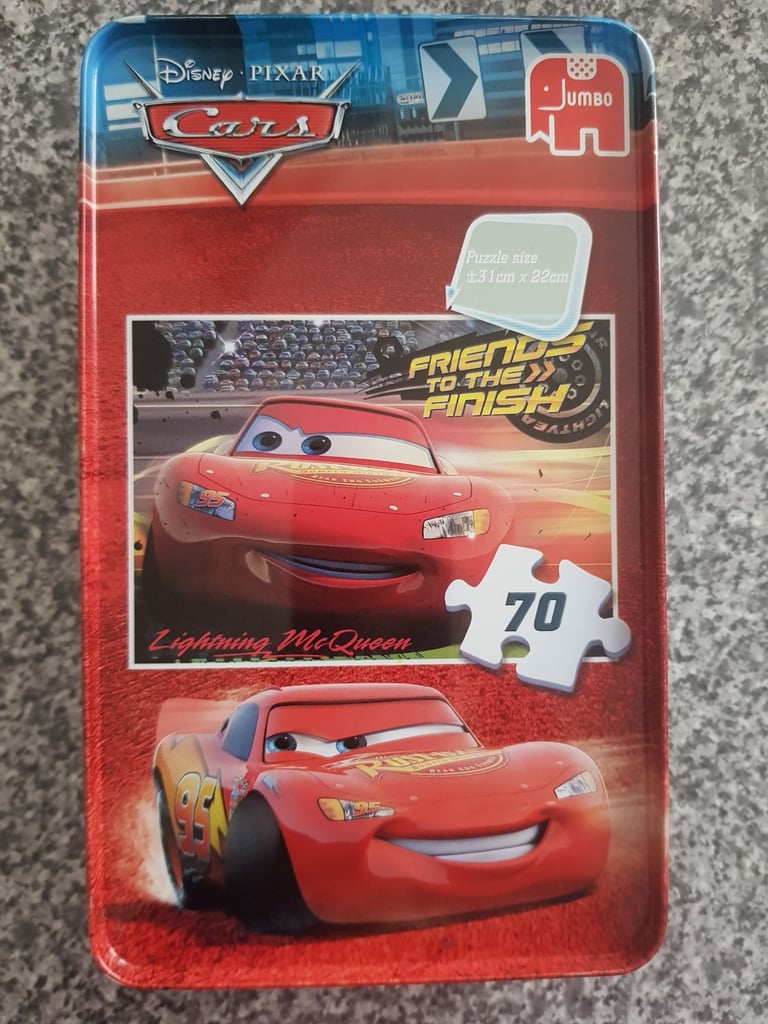 Disney · PIXAR
Cars
JUMBO
Puzzle size
±31cm x 22cm
FRIENDS
TO THE
FINISH
95
70
Lightning McQueen
95
95